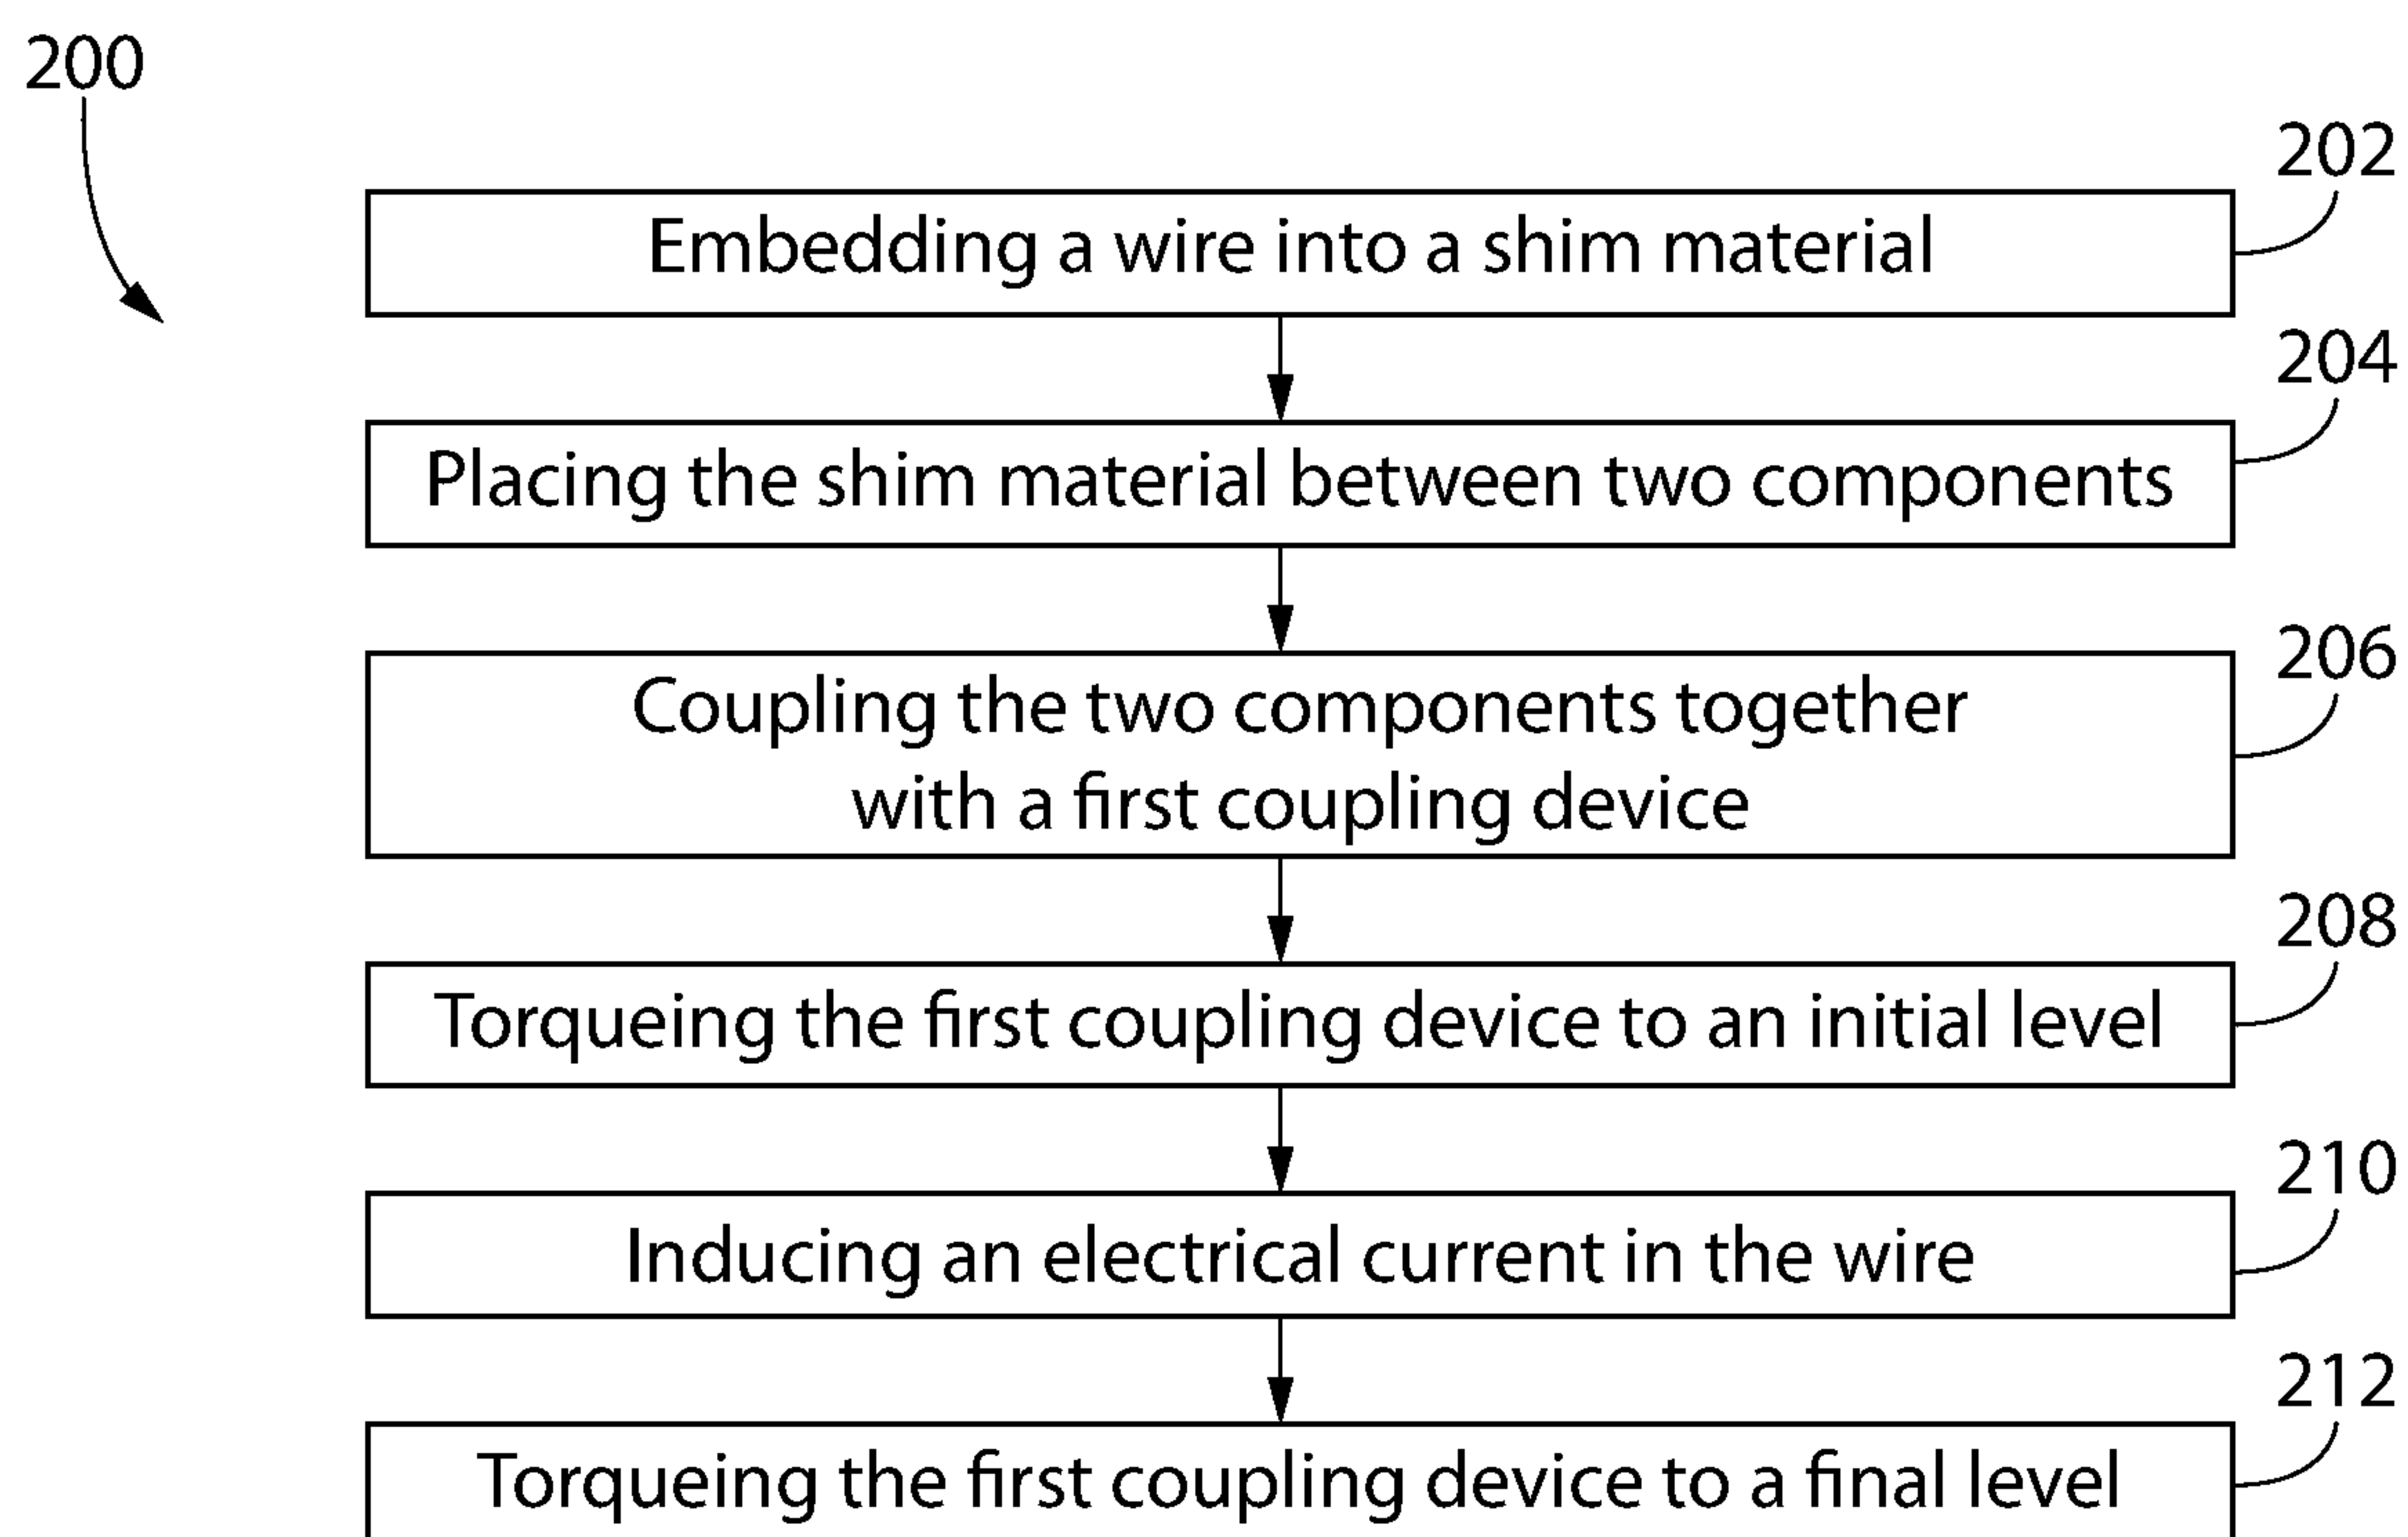 200
202
Embedding a wire into a shim material
204
Placing the shim material between two components
206
Coupling the two components together
with a first coupling device
208
Torqueing the first coupling device to an initial level
210
Inducing an electrical current in the wire
212
Torqueing the first coupling device to a final level